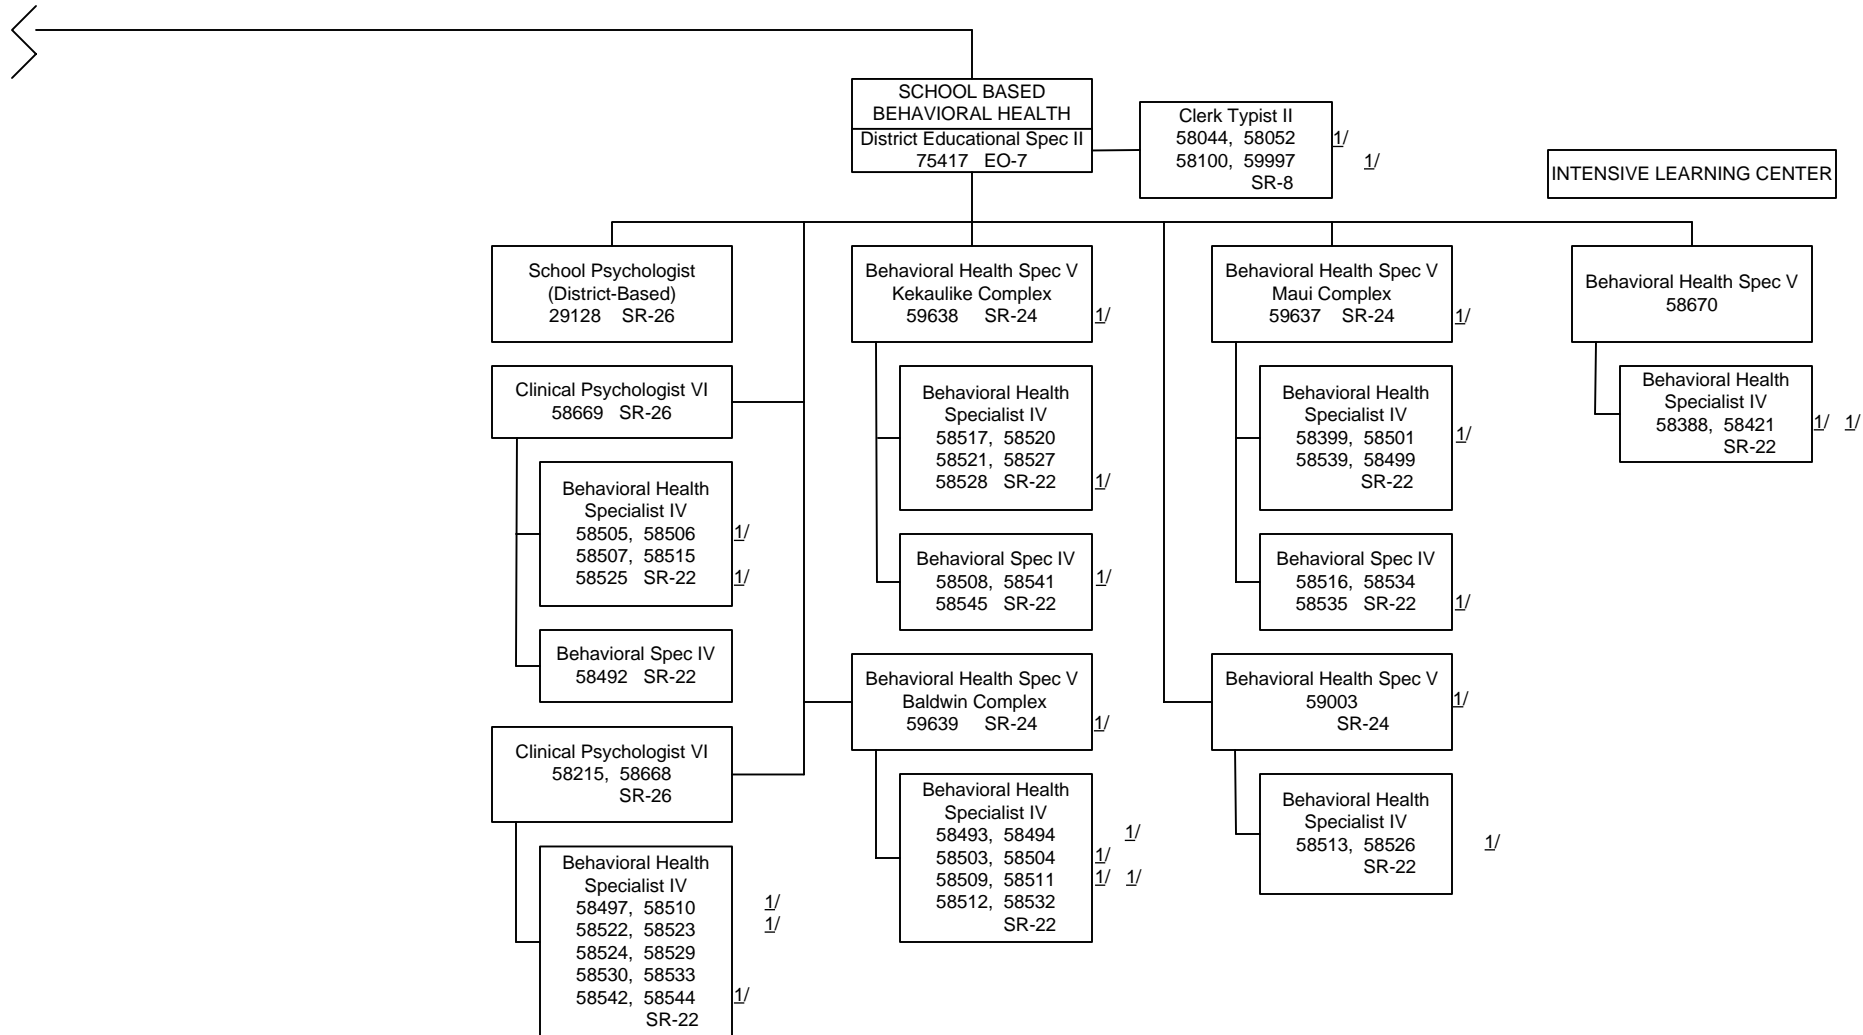 SCHOOL BASED
BEHAVIORAL HEALTH
District Educational Spec II
75417 EO-7
Clerk Typist II
58044, 58052 1/
58100, 59997 1/
SR-8
INTENSIVE LEARNING CENTER
School Psychologist
(District-Based)
29128 SR-26
Clinical Psychologist VI
58669 SR-26
Behavioral Health
Specialist IV
58505, 58506 1/
58507, 58515
58525 SR-22 1/
Behavioral Spec IV
58492 SR-22
Clinical Psychologist VI
58215, 58668
SR-26
Behavioral Health
Specialist IV
58497, 58510 1/
58522, 58523 1/
58524, 58529
58530, 58533
58542, 58544 1/
SR-22
Behavioral Health Spec V
Kekaulike Complex
59638 SR-24 1/
Behavioral Health
Specialist IV
58517, 58520
58521, 58527
58528 SR-22 1/
Behavioral Spec IV
58508, 58541 1/
58545 SR-22
Behavioral Health Spec V
Baldwin Complex
59639 SR-24 1/
Behavioral Health
Specialist IV
58493, 58494 1/
58503, 58504 1/
58509, 58511 1/ 1/
58512, 58532
SR-22
Behavioral Health Spec V
Maui Complex
59637 SR-24 1/
Behavioral Health
Specialist IV
58399, 58501 1/
58539, 58499
SR-22
Behavioral Spec IV
58516, 58534
58535 SR-22 1/
Behavioral Health Spec V
59003 1/
SR-24
Behavioral Health
Specialist IV
58513, 58526 1/
SR-22
Behavioral Health Spec V
58670
Behavioral Health
Specialist IV
58388, 58421 1/ 1/
SR-22